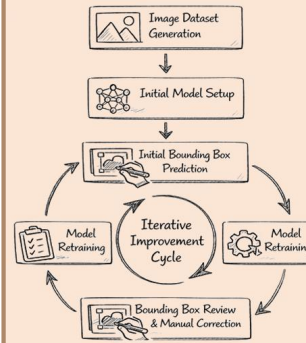 Image Dataset
Generation
Initial Model Setup
Initial Bounding Box
Prediction
Iterative
Improvement
Cycle
Model
Retraining
Model
Retrainin
Bounding Box Review
& Manual Correction